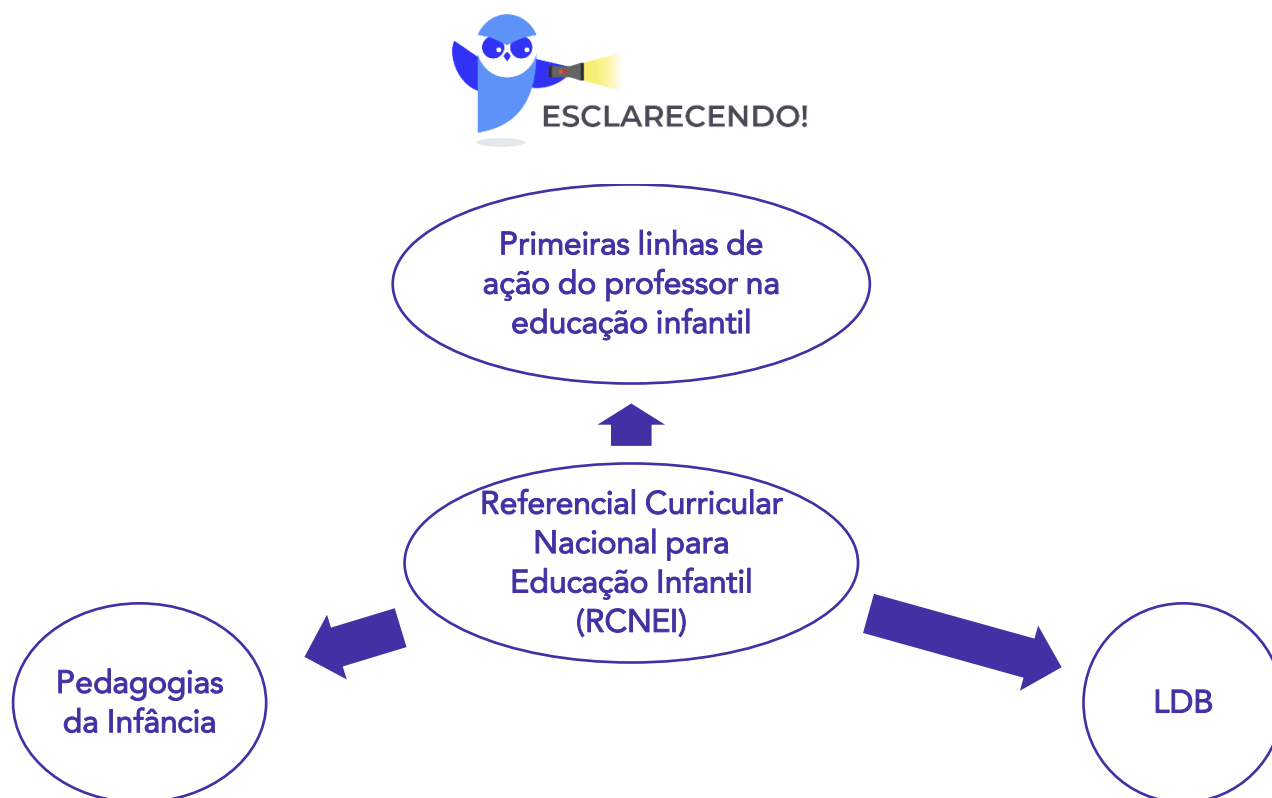 ESCLARECENDO!
Primeiras linhas de
ação do professor na
educação infantil
Referencial Curricular
Nacional para
Educação Infantil
(RCNEI)
Pedagogias
da Infância
LDB